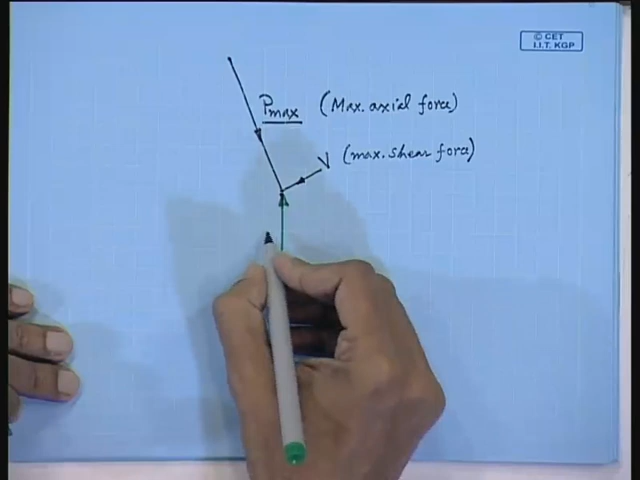 © CET
I.I.T. KGP
Pmax (Max. axial force)
V (max. shear force)